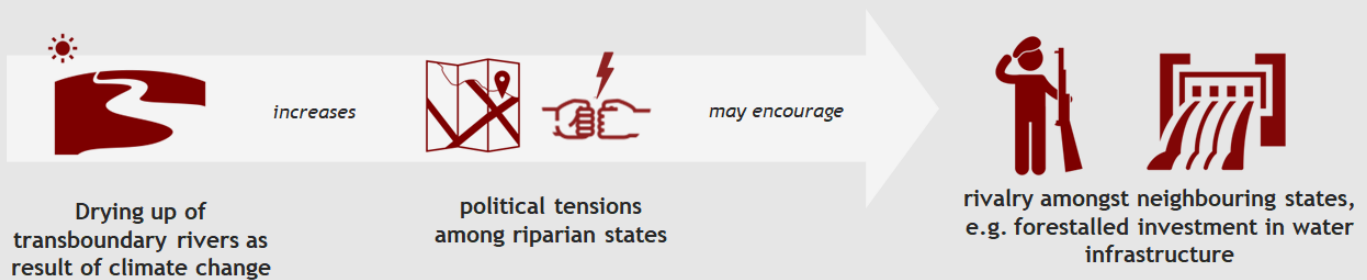 increases
may encourage
Drying up of
transboundary rivers as
result of climate change
political tensions
among riparian states
rivalry amongst neighbouring states,
e.g. forestalled investment in water
infrastructure